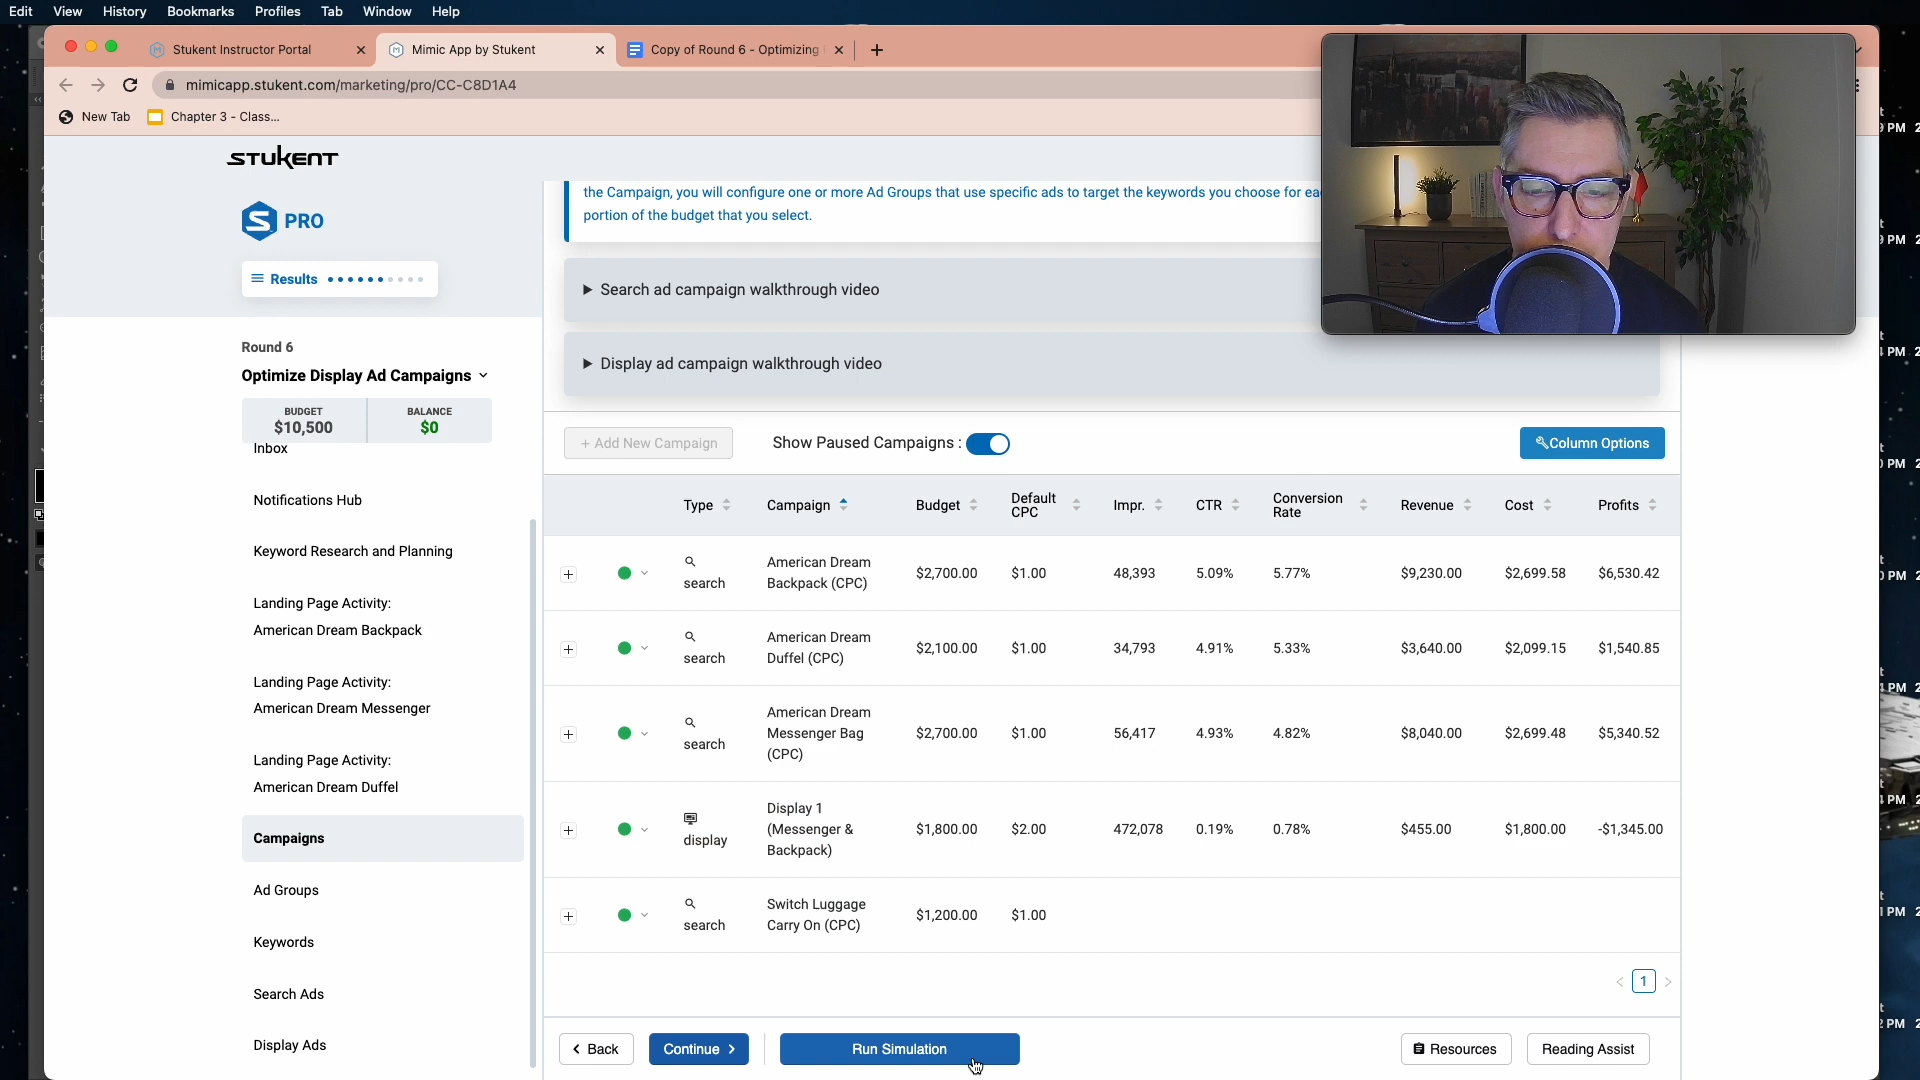 Edit View History Bookmarks Profiles Tab Window Help
Stukent Instructor Portal
Mimic App by Stukent
Copy of Round 6 - Optimizing
mimicapp.stukent.com/marketing/pro/CC-C8D1A4
New Tab
Chapter 3 - Class...
STUKENT
PRO
Results
Round 6
Optimize Display Ad Campaigns
BUDGET
$10,500
BALANCE
$0
Inbox
Notifications Hub
Keyword Research and Planning
Landing Page Activity:
American Dream Backpack
Landing Page Activity:
American Dream Messenger
Landing Page Activity:
American Dream Duffel
Campaigns
Ad Groups
Keywords
Search Ads
Display Ads
the Campaign, you will configure one or more Ad Groups that use specific ads to target the keywords you choose for
portion of the budget that you select.
Search ad campaign walkthrough video
Display ad campaign walkthrough video
+ Add New Campaign
Show Paused Campaigns :
Column Options
Type Campaign Budget Default CPC Impr. CTR Conversion Rate Revenue Cost Profits
search American Dream Backpack (CPC) $2,700.00 $1.00 48,393 5.09% 5.77% $9,230.00 $2,699.58 $6,530.42
search American Dream Duffel (CPC) $2,100.00 $1.00 34,793 4.91% 5.33% $3,640.00 $2,099.15 $1,540.85
search American Dream Messenger Bag (CPC) $2,700.00 $1.00 56,417 4.93% 4.82% $8,040.00 $2,699.48 $5,340.52
display Display 1 (Messenger & Backpack) $1,800.00 $2.00 472,078 0.19% 0.78% $455.00 $1,800.00 -$1,345.00
search Switch Luggage Carry On (CPC) $1,200.00 $1.00
< 1 >
Back
Continue
Run Simulation
Resources
Reading Assist